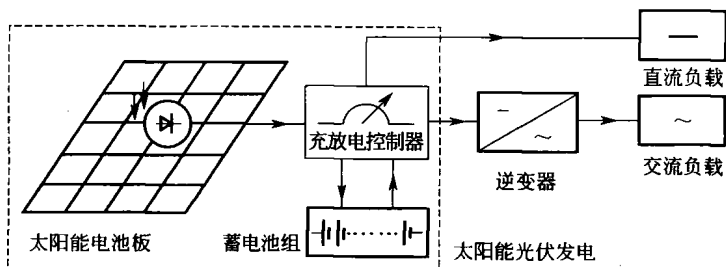 直流负载
充放电控制器
逆变器
交流负载
太阳能电池板
蓄电池组
太阳能光伏发电